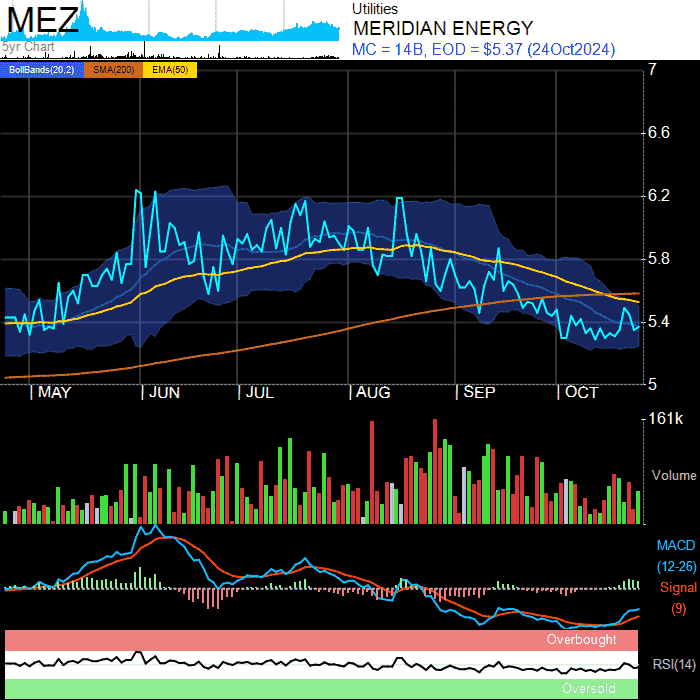 MEZ
5yr Chart
Utilities
MERIDIAN ENERGY
MC = 14B, EOD = $5.37 (24Oct2024)
BollBands(20,2) SMA(200) EMA(50)
7
6.6
6.2
5.8
5.4
5
| MAY | JUN | JUL | AUG | SEP | OCT
161k
Volume
MACD
(12-26)
Signal
(9)
Overbought
RSI(14)
Oversold